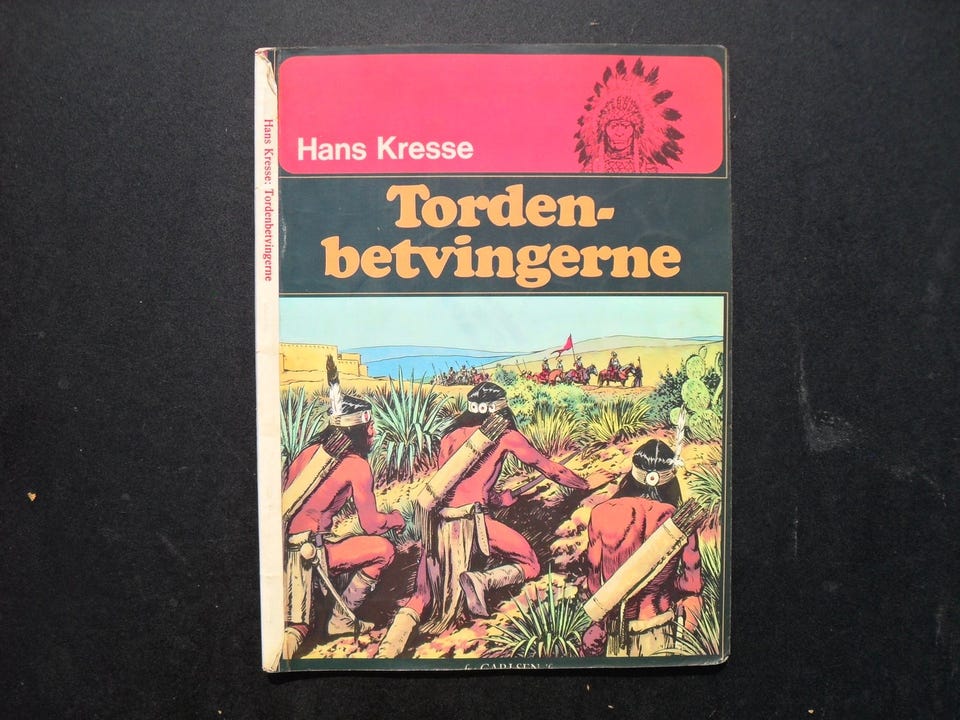 Hans Kresse: Tordenbetvingerne
Hans Kresse
Torden-
betvingerne
CARLSEN